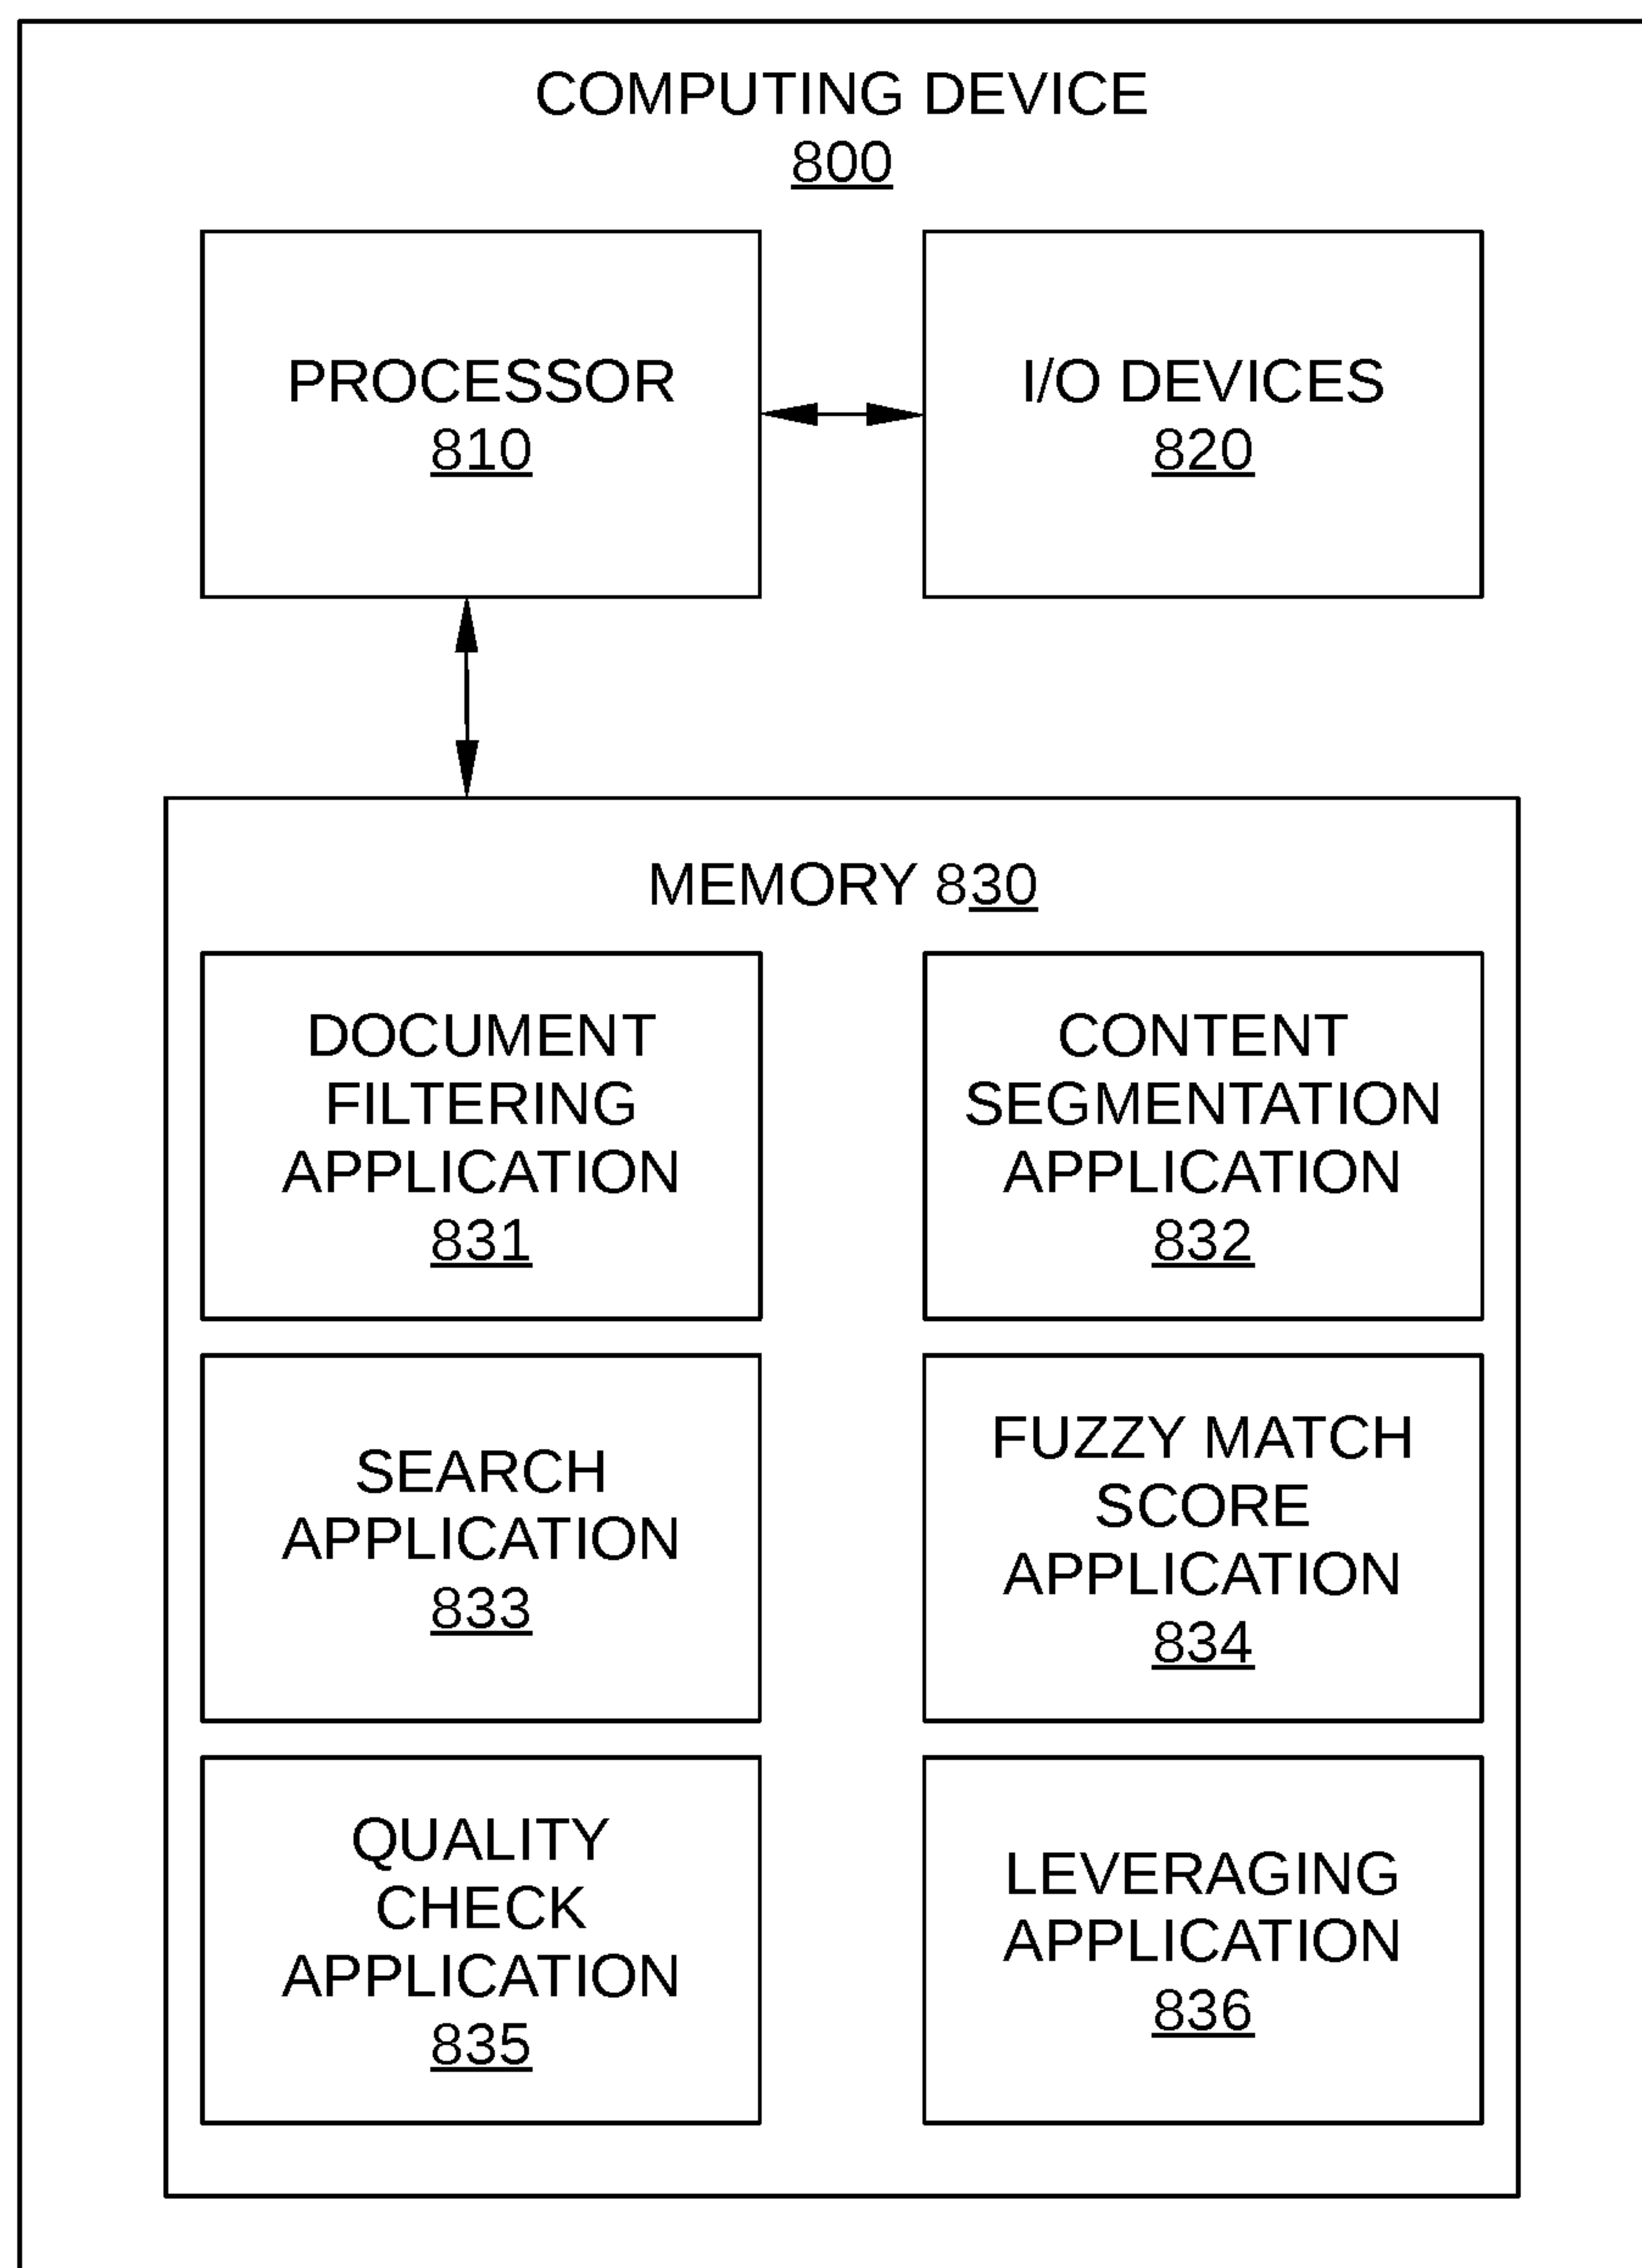 COMPUTING DEVICE
800
PROCESSOR
810
I/O DEVICES
820
MEMORY 830
DOCUMENT
FILTERING
APPLICATION
831
CONTENT
SEGMENTATION
APPLICATION
832
SEARCH
APPLICATION
833
FUZZY MATCH
SCORE
APPLICATION
834
QUALITY
CHECK
APPLICATION
835
LEVERAGING
APPLICATION
836